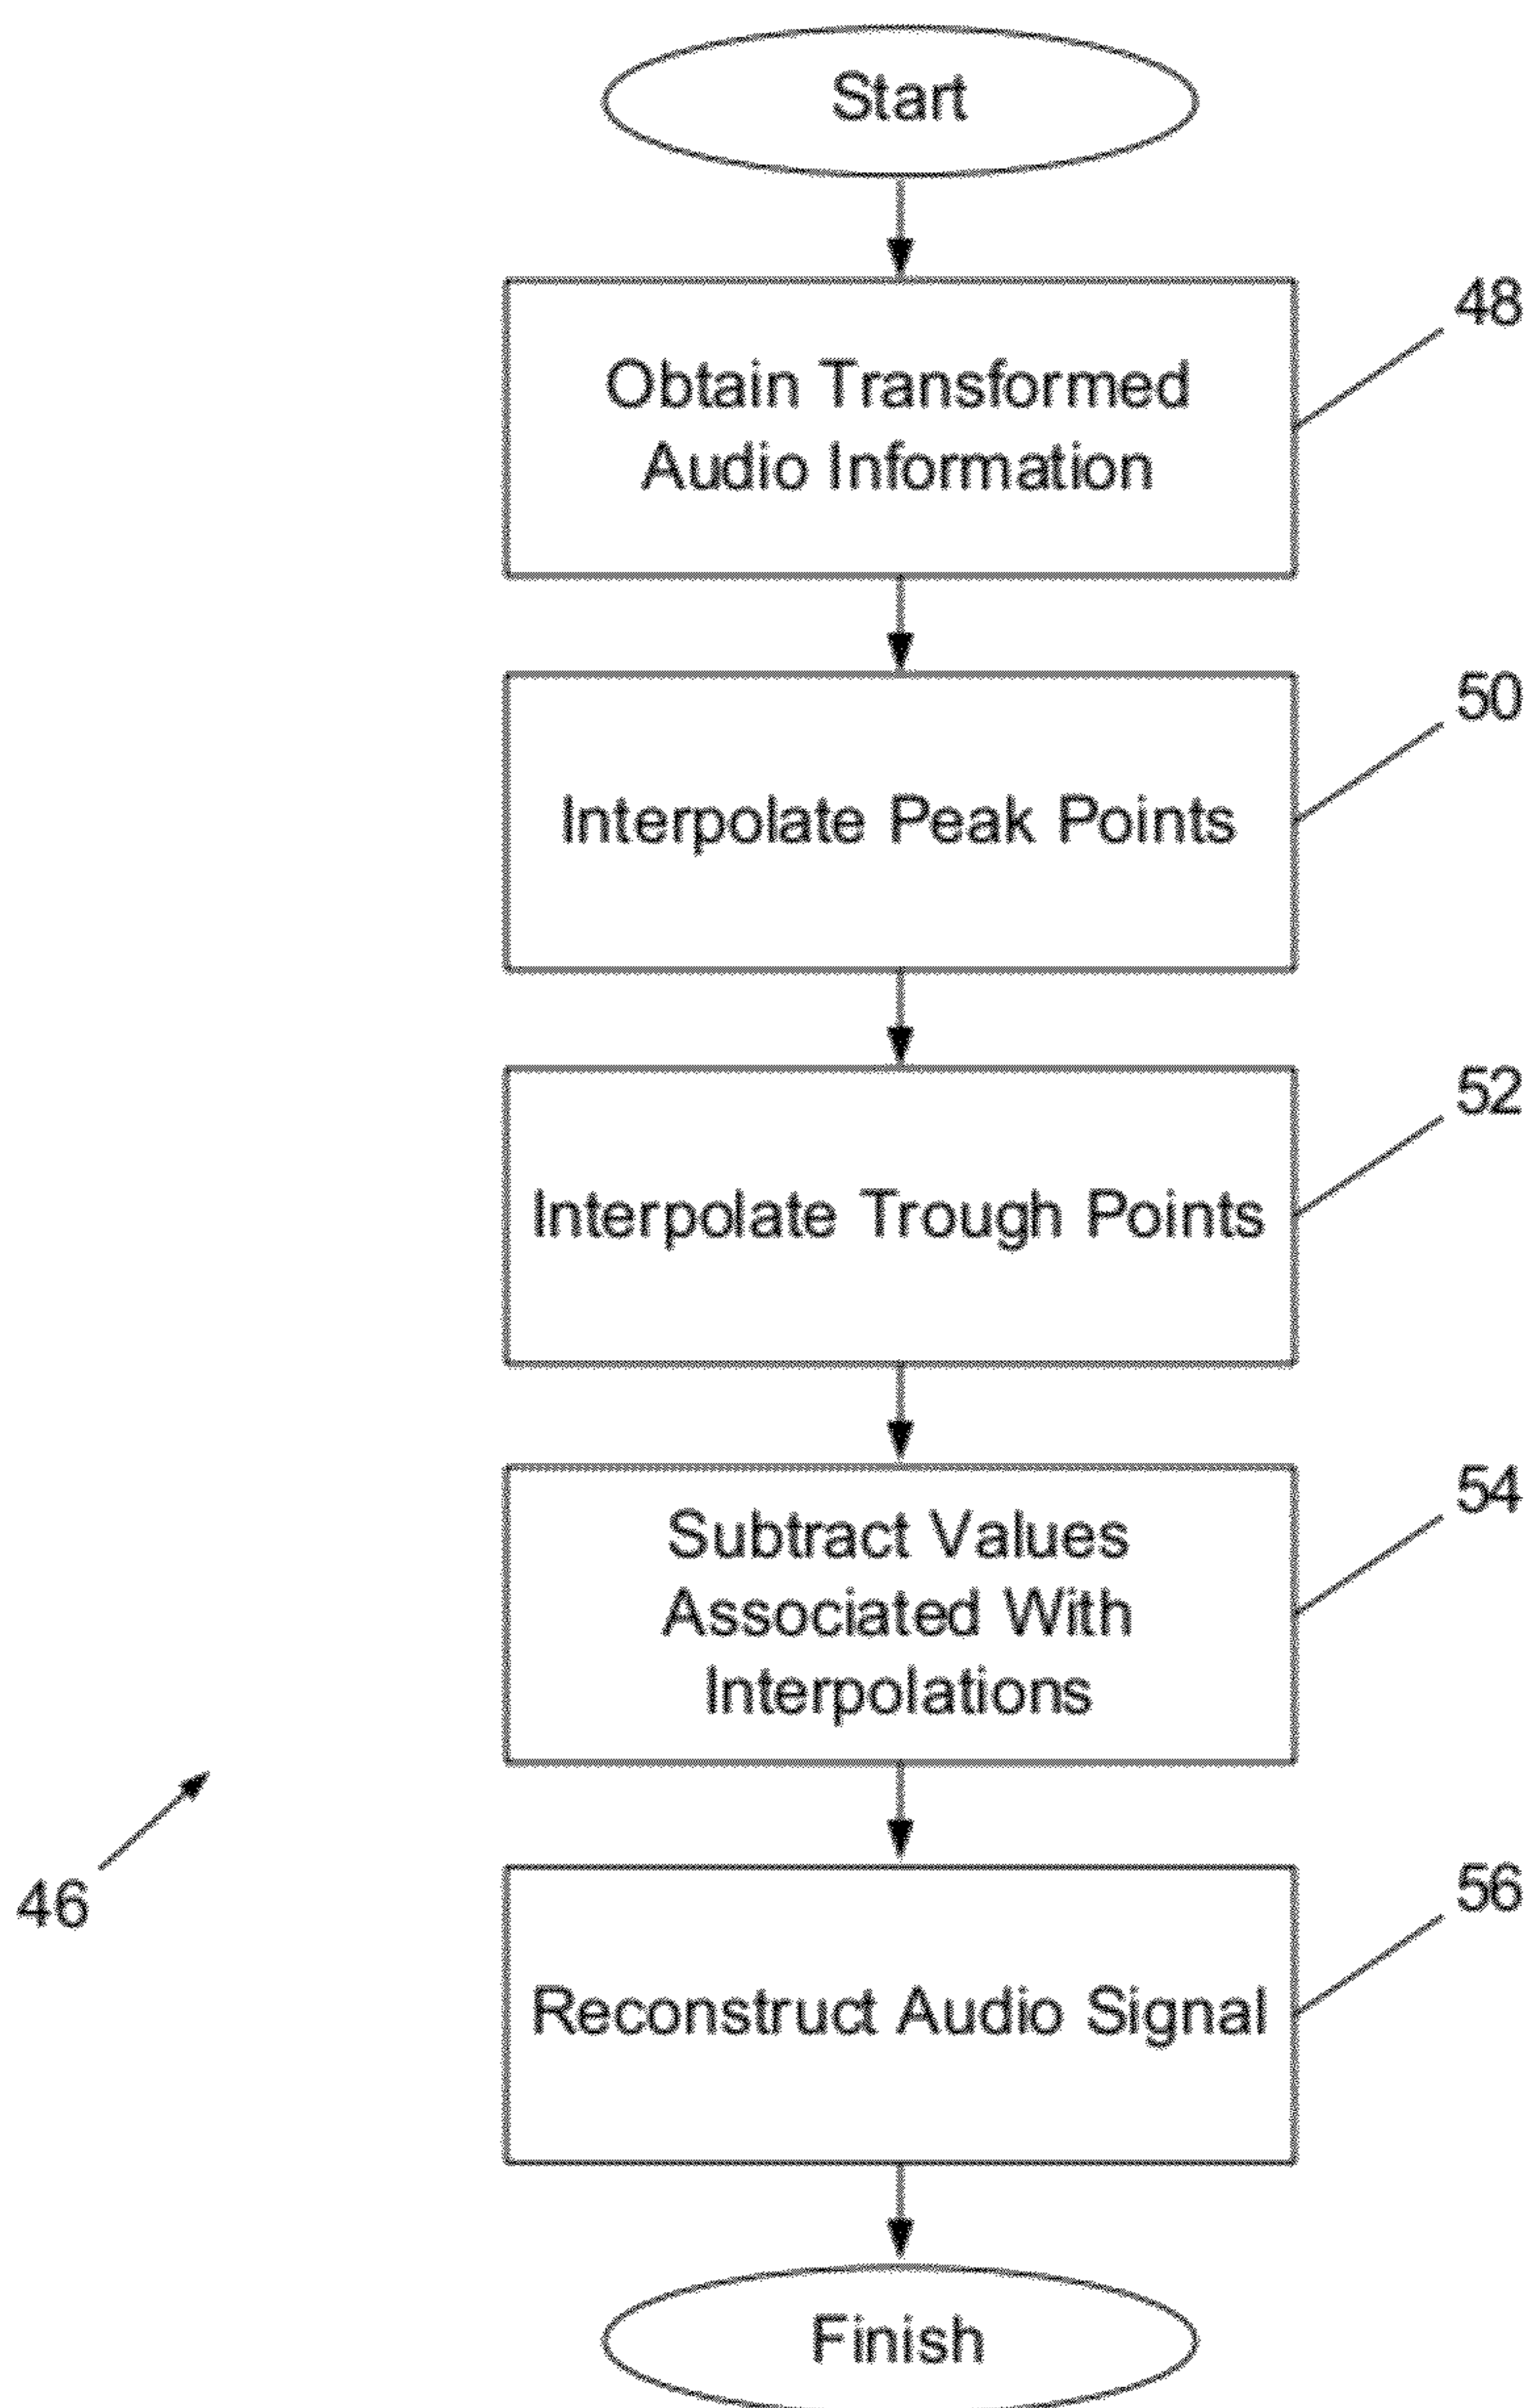 Start
48
Obtain Transformed
Audio Information
50
Interpolate Peak Points
52
Interpolate Trough Points
54
Subtract Values
Associated With
Interpolations
46
56
Reconstruct Audio Signal
Finish